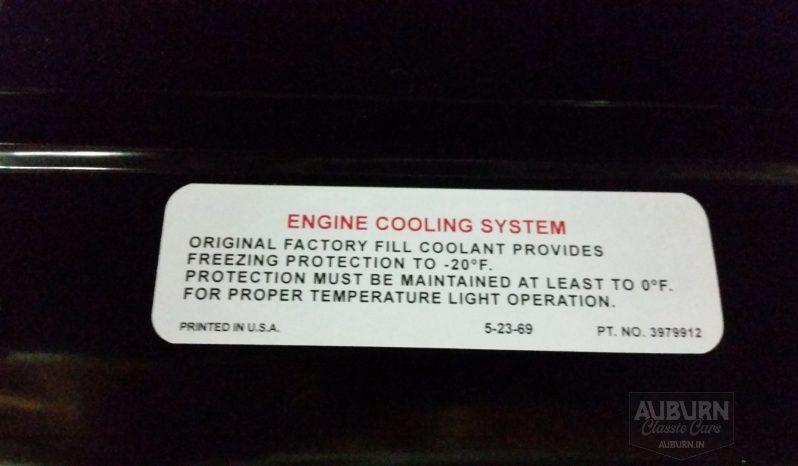 ENGINE COOLING SYSTEM
ORIGINAL FACTORY FILL COOLANT PROVIDES
FREEZING PROTECTION TO -20°F.
PROTECTION MUST BE MAINTAINED AT LEAST TO 0°F.
FOR PROPER TEMPERATURE LIGHT OPERATION.
PRINTED IN U.S.A. 5-23-69 PT. NO. 3979912
AUBURN
Classic Cars
AUBURN.IN